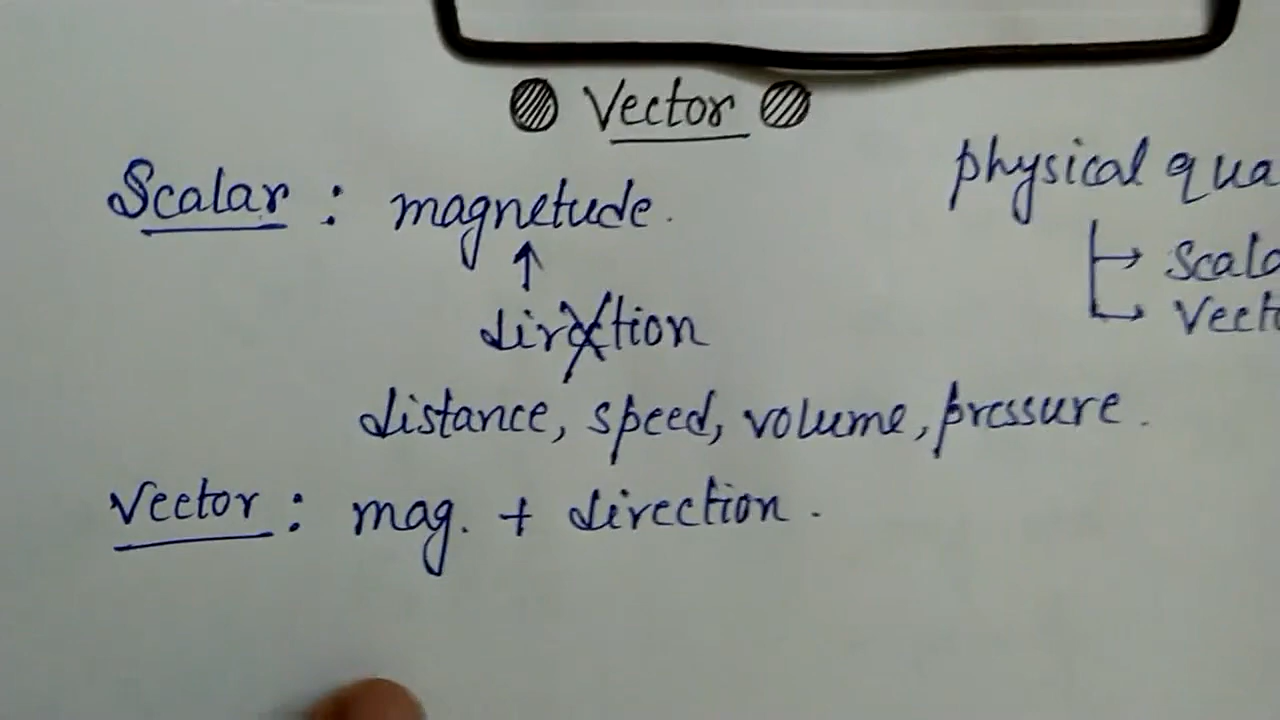 Vector
Scalar : magnetude.
physical qua
↑
→ Scala
direction
→ Vect
distance, speed, volume, pressure.
Vector : mag. + direction.